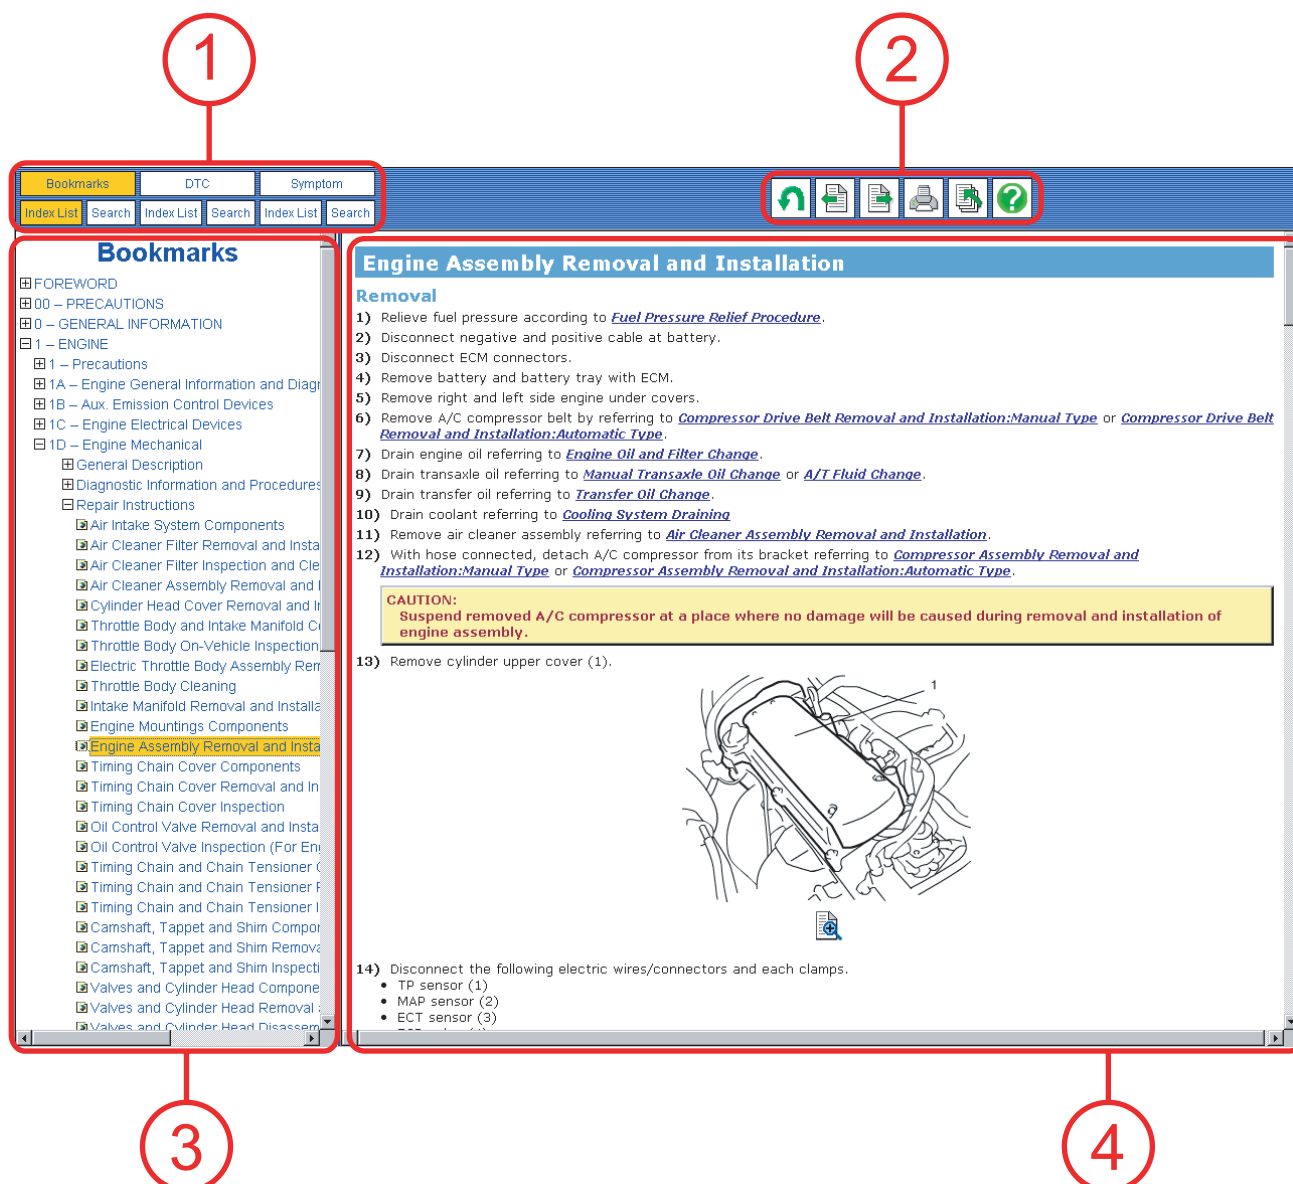 1
2
Bookmarks DTC Symptom
Index List Search Index List Search Index List Search
Bookmarks
FOREWORD
00 – PRECAUTIONS
0 – GENERAL INFORMATION
1 – ENGINE
1 – Precautions
1A – Engine General Information and Diagr
1B – Aux. Emission Control Devices
1C – Engine Electrical Devices
1D – Engine Mechanical
General Description
Diagnostic Information and Procedures
Repair Instructions
Air Intake System Components
Air Cleaner Filter Removal and Insta
Air Cleaner Filter Inspection and Cle
Air Cleaner Assembly Removal and I
Cylinder Head Cover Removal and In
Throttle Body and Intake Manifold Co
Throttle Body On-Vehicle Inspection
Electric Throttle Body Assembly Rem
Throttle Body Cleaning
Intake Manifold Removal and Installa
Engine Mountings Components
Engine Assembly Removal and Insta
Timing Chain Cover Components
Timing Chain Cover Removal and In
Timing Chain Cover Inspection
Oil Control Valve Removal and Insta
Oil Control Valve Inspection (For Eng
Timing Chain and Chain Tensioner C
Timing Chain and Chain Tensioner R
Timing Chain and Chain Tensioner I
Camshaft, Tappet and Shim Compor
Camshaft, Tappet and Shim Remova
Camshaft, Tappet and Shim Inspecti
Valves and Cylinder Head Compone
Valves and Cylinder Head Removal
Valves and Cylinder Head Disassem
Engine Assembly Removal and Installation
Removal
1) Relieve fuel pressure according to Fuel Pressure Relief Procedure.
2) Disconnect negative and positive cable at battery.
3) Disconnect ECM connectors.
4) Remove battery and battery tray with ECM.
5) Remove right and left side engine under covers.
6) Remove A/C compressor belt by referring to Compressor Drive Belt Removal and Installation:Manual Type or Compressor Drive Belt
Removal and Installation:Automatic Type.
7) Drain engine oil referring to Engine Oil and Filter Change.
8) Drain transaxle oil referring to Manual Transaxle Oil Change or A/T Fluid Change.
9) Drain transfer oil referring to Transfer Oil Change.
10) Drain coolant referring to Cooling System Draining
11) Remove air cleaner assembly referring to Air Cleaner Assembly Removal and Installation.
12) With hose connected, detach A/C compressor from its bracket referring to Compressor Assembly Removal and
Installation:Manual Type or Compressor Assembly Removal and Installation:Automatic Type.
CAUTION:
Suspend removed A/C compressor at a place where no damage will be caused during removal and installation of
engine assembly.
13) Remove cylinder upper cover (1).
1
14) Disconnect the following electric wires/connectors and each clamps.
• TP sensor (1)
• MAP sensor (2)
• ECT sensor (3)
3
4